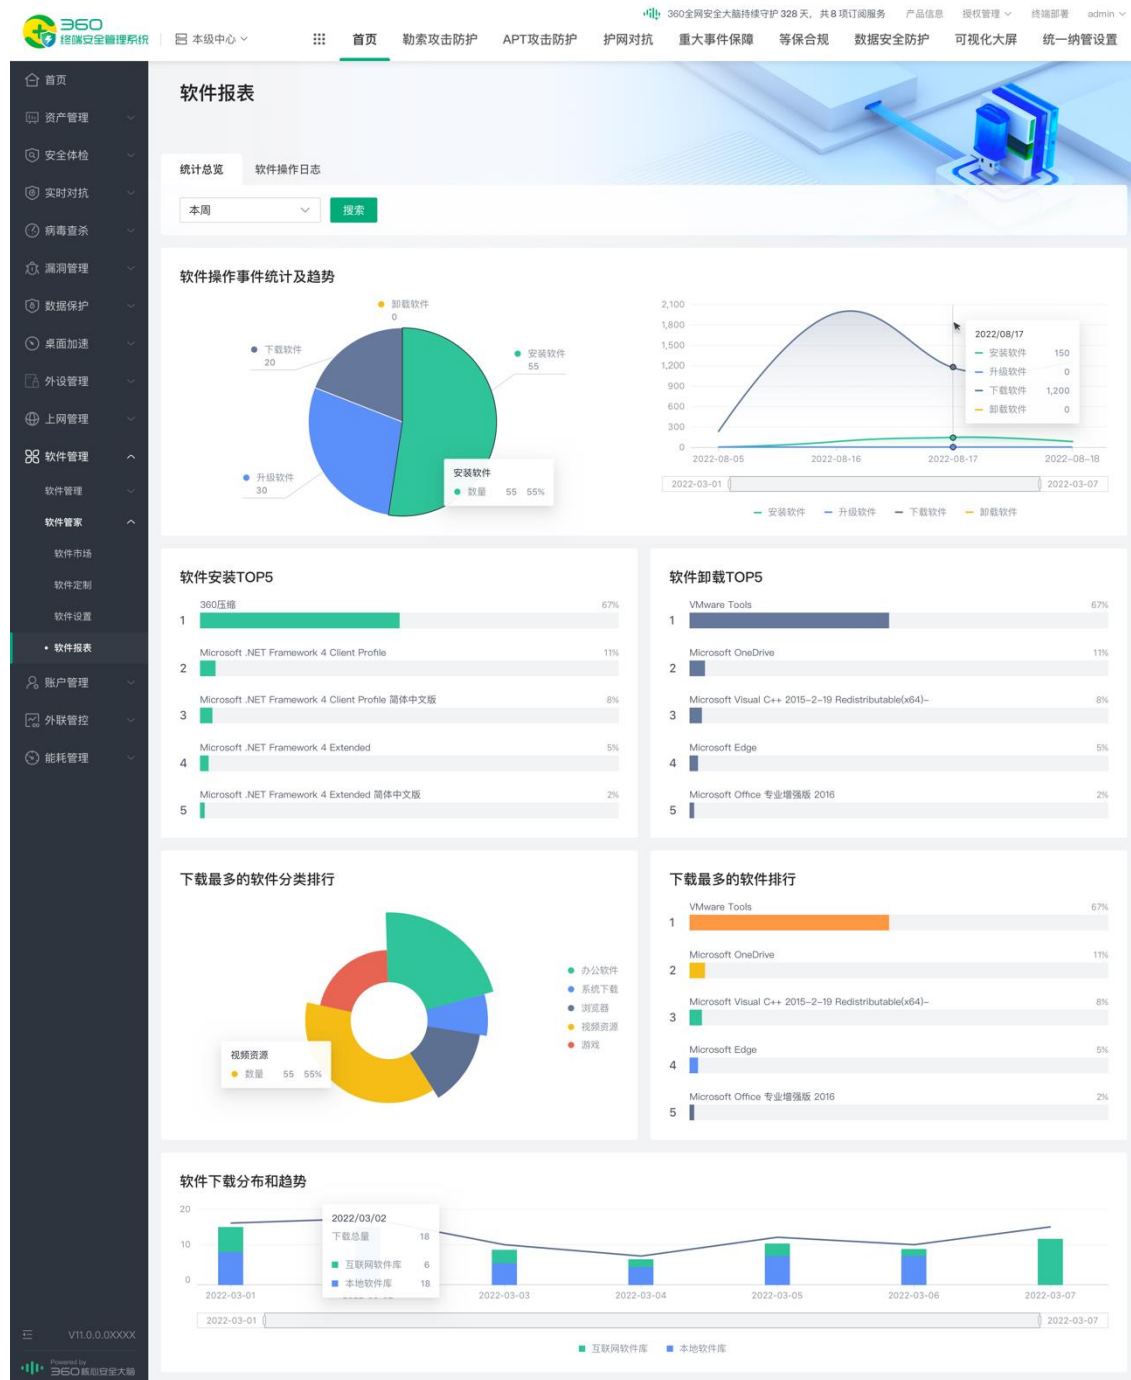 360全网安全大脑持续守护 328 天，共 8 项订阅服务 产品信息 授权管理 终端部署 admin
360
终端安全管理系统
本级中心 首页 勒索攻击防护 APT攻击防护 护网对抗 重大事件保障 等保合规 数据安全防护 可视化大屏 统一纳管设置
首页
资产管理
安全体检
实时对抗
病毒查杀
漏洞管理
数据保护
桌面加速
外设管理
上网管理
软件管理
软件管理
软件管家
软件市场
软件定制
软件设置
• 软件报表
账户管理
外联管控
能耗管理
V11.0.0.0XXXX
Powered by
360核心安全大脑
软件报表
统计总览 软件操作日志
本周 搜索
软件操作事件统计及趋势
卸载软件
0
下载软件
20
安装软件
55
升级软件
30
安装软件
数量 55 55%
2,100
1,800
1,500
1,200
900
600
300
0
2022/08/17
安装软件 150
升级软件 0
下载软件 1,200
卸载软件 0
2022-08-05 2022-08-16 2022-08-17 2022-08-18
2022-03-01 2022-03-07
安装软件 升级软件 下载软件 卸载软件
软件安装TOP5
360压缩 67%
1
Microsoft .NET Framework 4 Client Profile 11%
2
Microsoft .NET Framework 4 Client Profile 简体中文版 8%
3
Microsoft .NET Framework 4 Extended 5%
4
Microsoft .NET Framework 4 Extended 简体中文版 2%
5
软件卸载TOP5
VMware Tools 67%
1
Microsoft OneDrive 11%
2
Microsoft Visual C++ 2015-2-19 Redistributable(x64)- 8%
3
Microsoft Edge 5%
4
Microsoft Office 专业增强版 2016 2%
5
下载最多的软件分类排行
办公软件
系统下载
浏览器
视频资源
游戏
视频资源
数量 55 55%
下载最多的软件排行
VMware Tools 67%
1
Microsoft OneDrive 11%
2
Microsoft Visual C++ 2015-2-19 Redistributable(x64)- 8%
3
Microsoft Edge 5%
4
Microsoft Office 专业增强版 2016 2%
5
软件下载分布和趋势
20
10
0
2022/03/02
下载总量 18
互联网软件库 6
本地软件库 18
2022-03-01 2022-03-03 2022-03-04 2022-03-05 2022-03-06 2022-03-07
2022-03-01 2022-03-07
互联网软件库 本地软件库